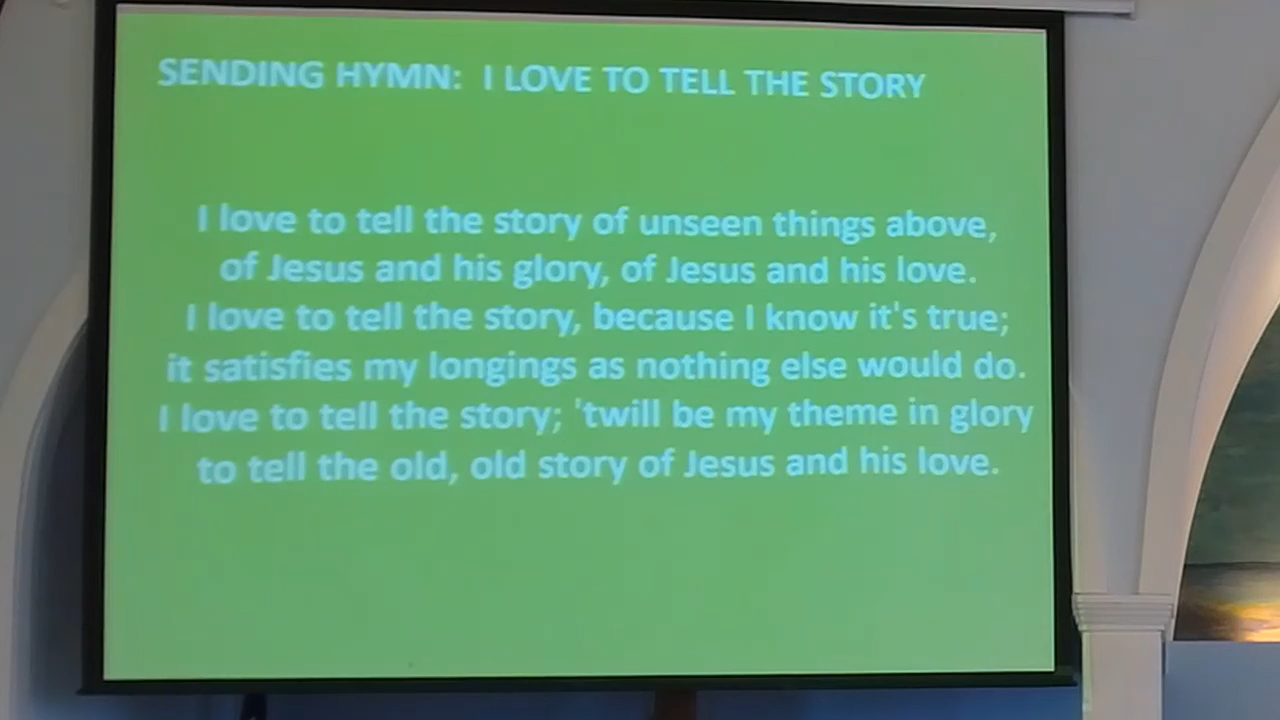 SENDING HYMN: I LOVE TO TELL THE STORY
I love to tell the story of unseen things above,
of Jesus and his glory, of Jesus and his love.
I love to tell the story, because I know it's true;
it satisfies my longings as nothing else would do.
I love to tell the story; 'twill be my theme in glory
to tell the old, old story of Jesus and his love.